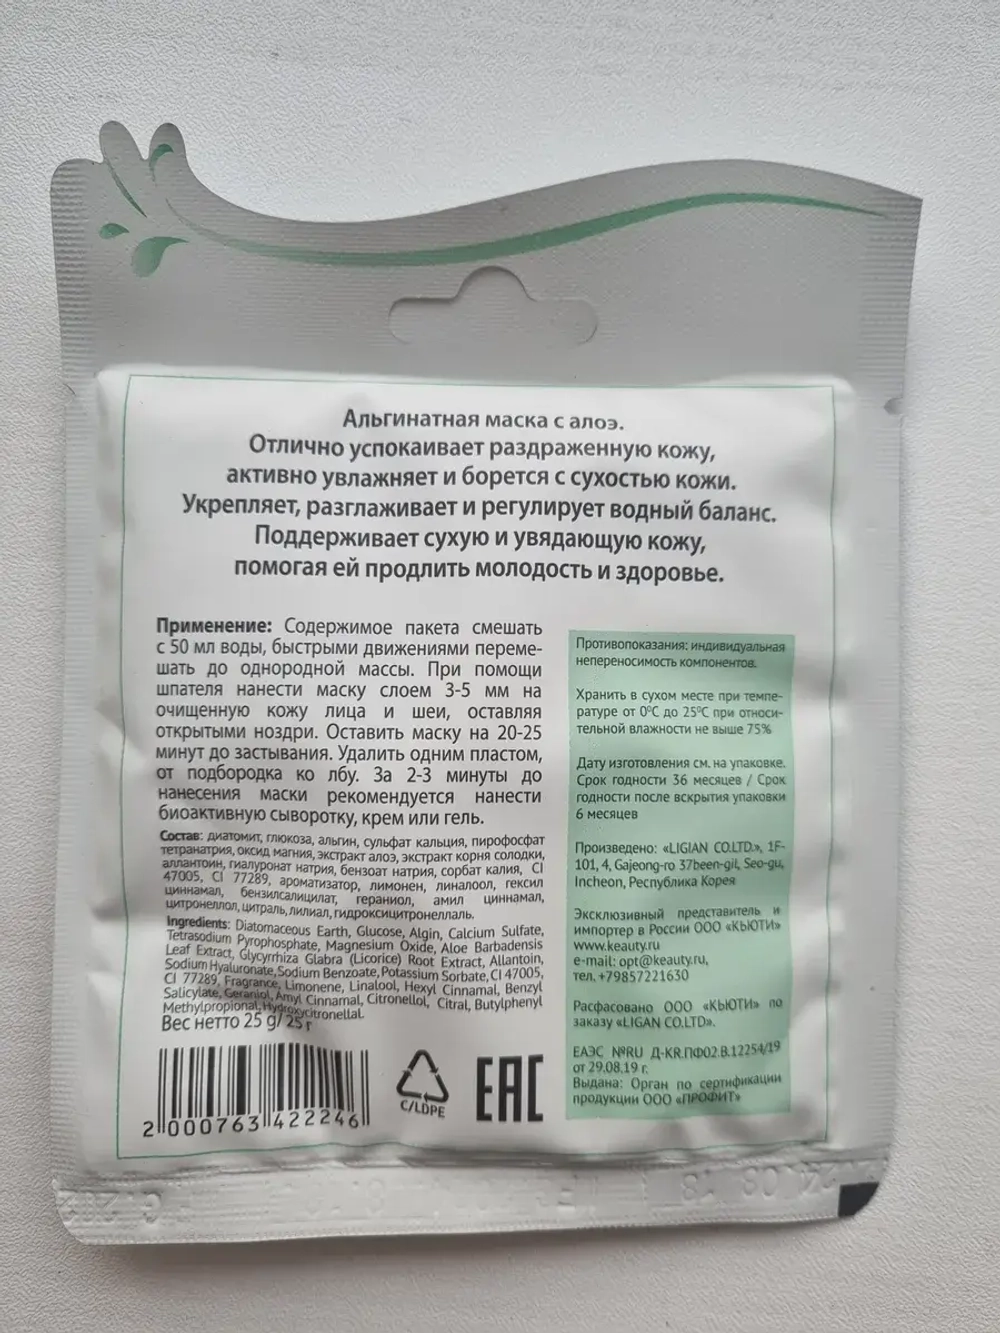 Альгинатная маска с алоэ.
Отлично успокаивает раздраженную кожу,
активно увлажняет и борется с сухостью кожи.
Укрепляет, разглаживает и регулирует водный баланс.
Поддерживает сухую и увядающую кожу,
помогая ей продлить молодость и здоровье.
Применение: Содержимое пакета смешать
с 50 мл воды, быстрыми движениями переме-
шать до однородной массы. При помощи
шпателя нанести маску слоем 3-5 мм на
очищенную кожу лица и шеи, оставляя
открытыми ноздри. Оставить маску на 20-25
минут до застывания. Удалить одним пластом,
от подбородка ко лбу. За 2-3 минуты до
нанесения маски рекомендуется нанести
биоактивную сыворотку, крем или гель.
Состав: диатомит, глюкоза, альгин, сульфат кальция, пирофосфат
тетранатрия, оксид магния, экстракт алоэ, экстракт корня солодки,
аллантоин, гиалуронат натрия, бензоат натрия, сорбат калия, CI
47005, CI 77289, ароматизатор, лимонен, линалоол, гексил
циннамал, бензилсалицилат, гераниол, амил циннамал,
цитронеллол, цитраль, лилиал, гидроксицитронеллаль.
Ingredients: Diatomaceous Earth, Glucose, Algin, Calcium Sulfate,
Tetrasodium Pyrophosphate, Magnesium Oxide, Aloe Barbadensis
Leaf Extract, Glycyrrhiza Glabra (Licorice) Root Extract, Allantoin,
Sodium Hyaluronate, Sodium Benzoate, Potassium Sorbate, CI 47005,
CI 77289, Fragrance, Limonene, Linalool, Hexyl Cinnamal, Benzyl
Salicylate, Geraniol, Amyl Cinnamal, Citronellol, Citral, Butylphenyl
Methylpropional, Hydroxycitronellal.
Вес нетто 25 g/ 25 г
2 000763 422246
C/LDPE
EAC
Противопоказания: индивидуальная
непереносимость компонентов.
Хранить в сухом месте при темпе-
ратуре от 0⁰С до 25⁰С при относи-
тельной влажности не выше 75%
Дату изготовления см. на упаковке.
Срок годности 36 месяцев / Срок
годности после вскрытия упаковки
6 месяцев
Произведено: «LIGIAN CO.LTD.», 1F-
101, 4, Gajeong-ro 37been-gil, Seo-gu,
Incheon, Республика Корея
Эксклюзивный представитель и
импортер в России ООО «КЬЮТИ»
www.keauty.ru
e-mail: opt@keauty.ru,
тел. +79857221630
Расфасовано ООО «КЬЮТИ» по
заказу «LIGAN CO.LTD».
ЕАЭС №RU Д-KR.ПФ02.В.12254/19
от 29.08.19 г.
Выдана: Орган по сертификации
продукции ООО «ПРОФИТ»